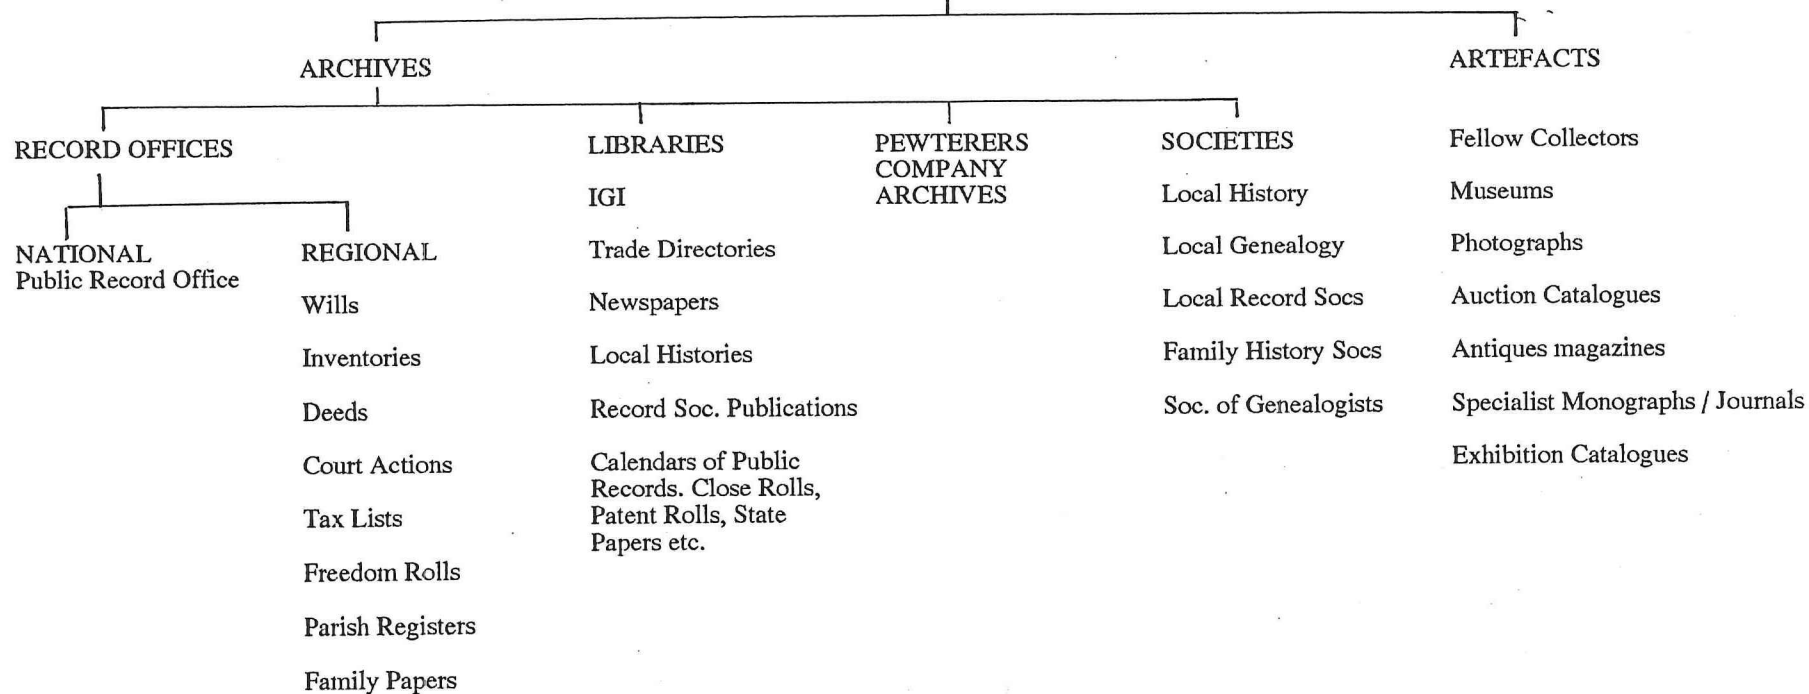 ARCHIVES
ARTEFACTS
RECORD OFFICES
NATIONAL
Public Record Office
REGIONAL
Wills
Inventories
Deeds
Court Actions
Tax Lists
Freedom Rolls
Parish Registers
Family Papers
LIBRARIES
IGI
Trade Directories
Newspapers
Local Histories
Record Soc. Publications
Calendars of Public
Records. Close Rolls,
Patent Rolls, State
Papers etc.
PEWTERERS
COMPANY
ARCHIVES
SOCIETIES
Local History
Local Genealogy
Local Record Socs
Family History Socs
Soc. of Genealogists
Fellow Collectors
Museums
Photographs
Auction Catalogues
Antiques magazines
Specialist Monographs / Journals
Exhibition Catalogues